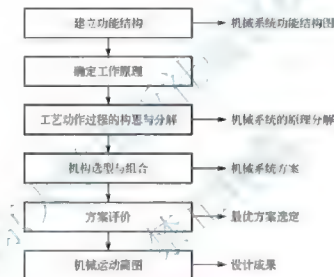 建立功能结构
机械系统功能结构图
确定工作原理
工艺动作过程的构思与分解
机械系统的原理分解
机构选型与组合
机械系统方案
方案评价
最优方案选定
机械运动简图
设计成果